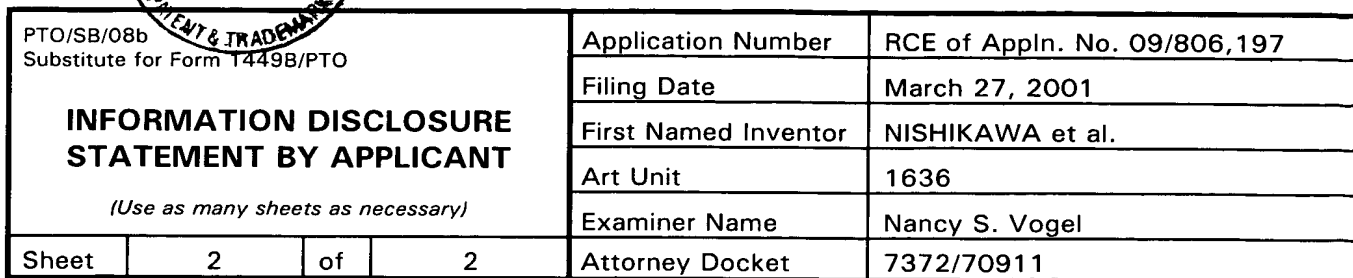 PATENT & TRADEMARK
PTO/SB/08b
Substitute for Form 1449B/PTO
INFORMATION DISCLOSURE
STATEMENT BY APPLICANT
(Use as many sheets as necessary)
Sheet 2 of 2
Application Number RCE of Appln. No. 09/806,197
Filing Date March 27, 2001
First Named Inventor NISHIKAWA et al.
Art Unit 1636
Examiner Name Nancy S. Vogel
Attorney Docket 7372/70911